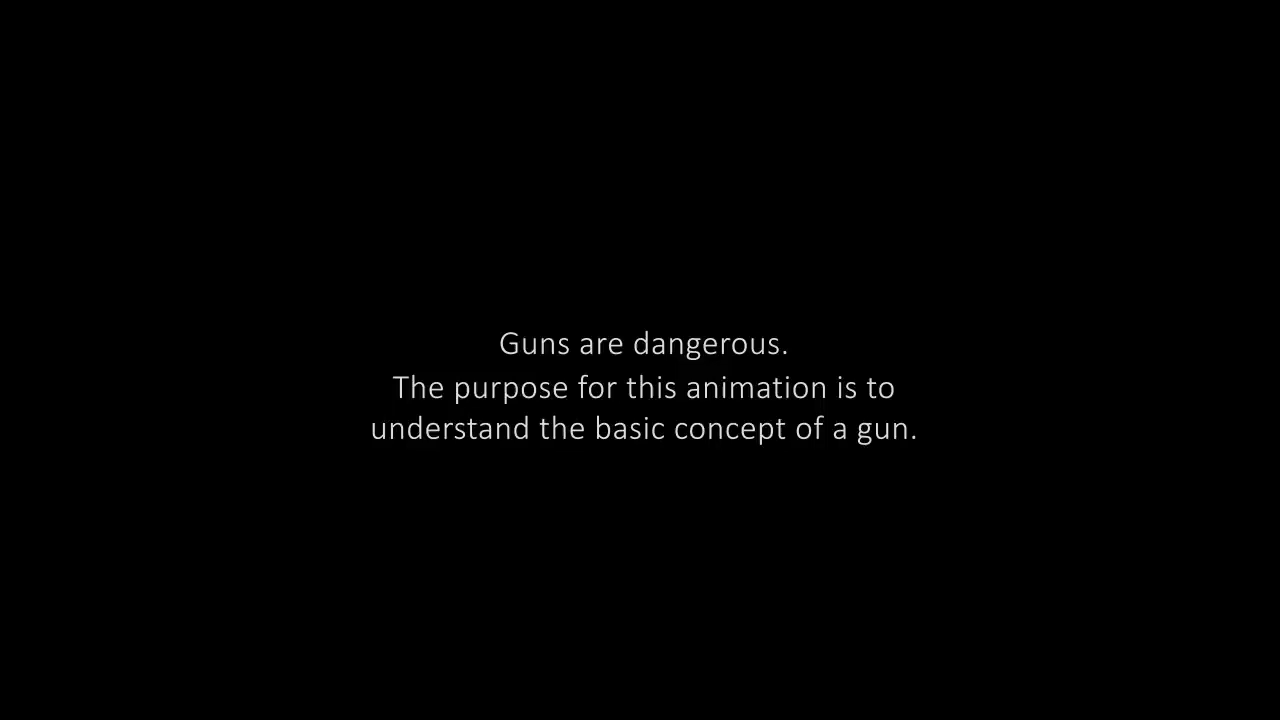 Guns are dangerous.
The purpose for this animation is to
understand the basic concept of a gun.